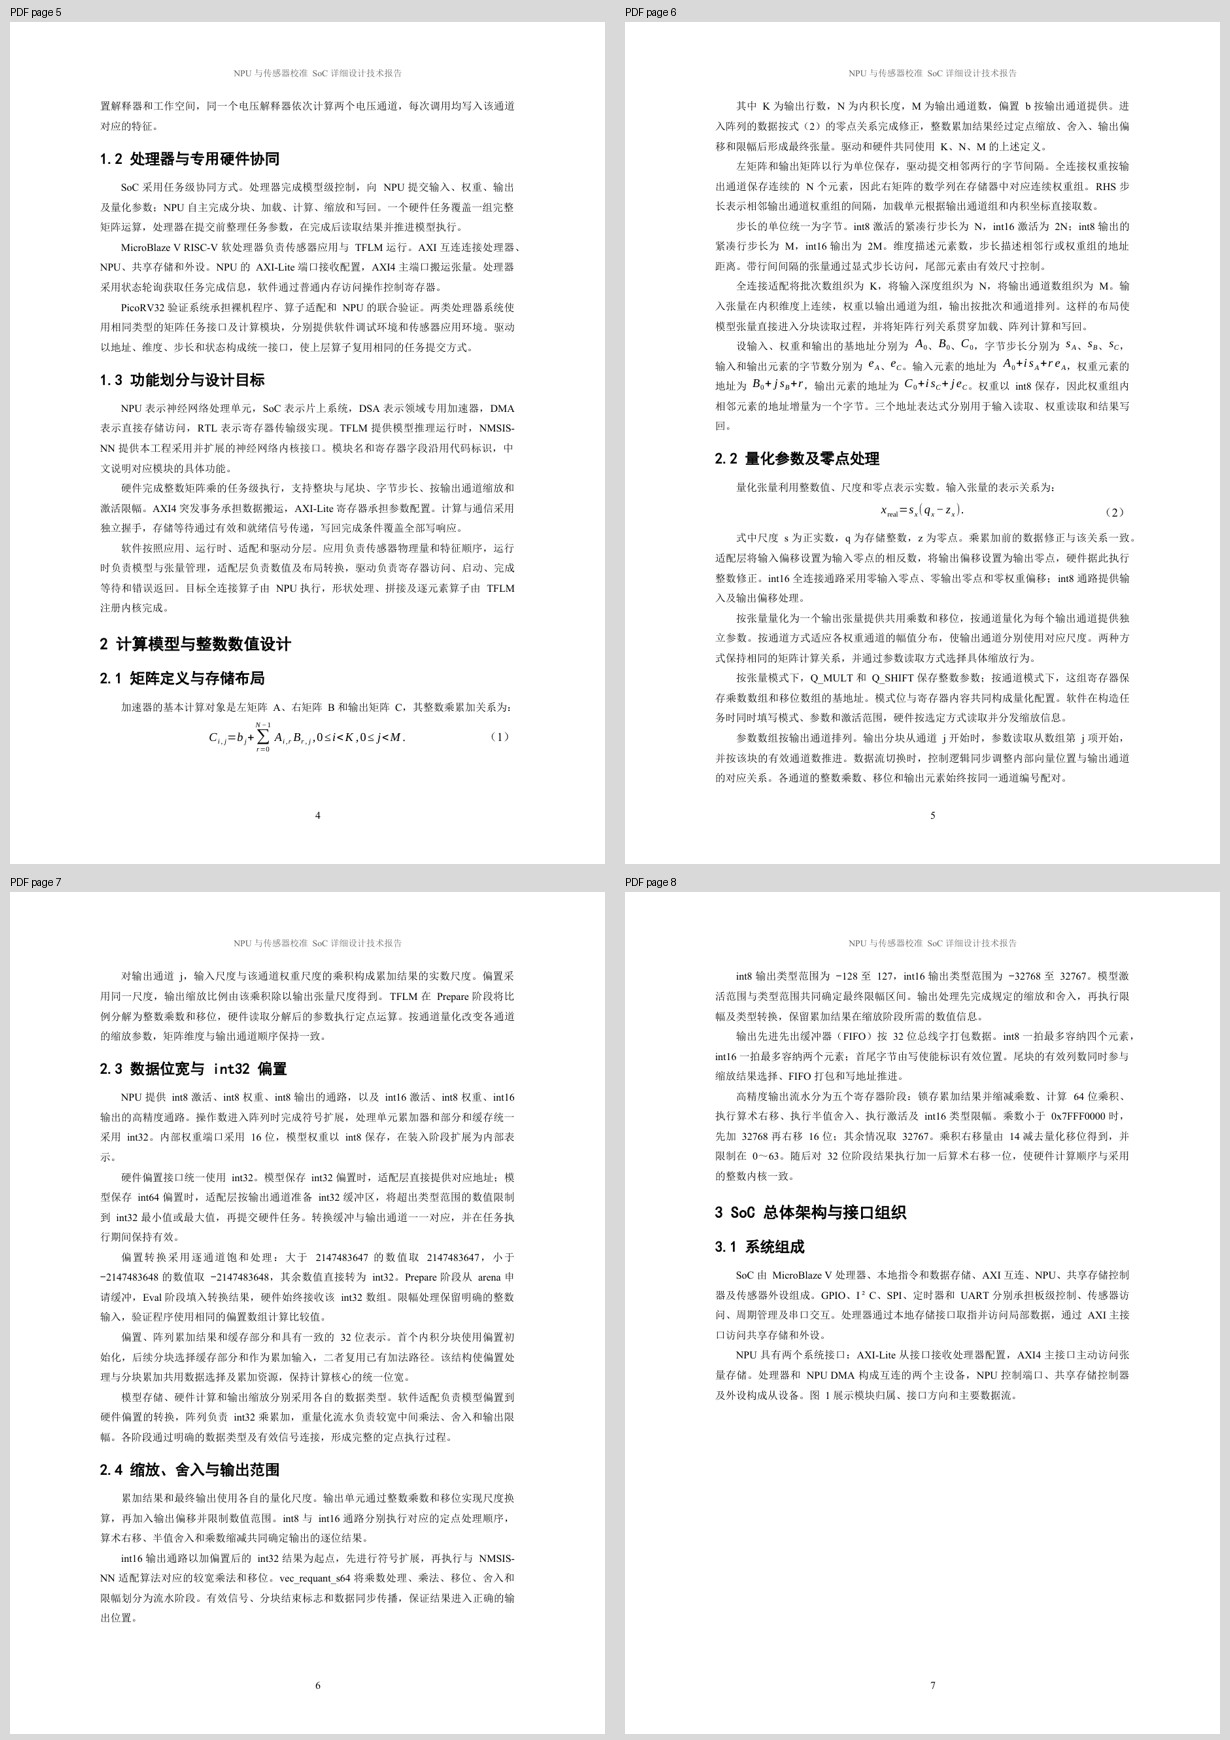 PDF page 5
NPU 与传感器校准 SoC 详细设计技术报告
置解释器和工作空间，同一个电压解释器依次计算两个电压通道，每次调用均写入该通道
对应的特征。
1.2 处理器与专用硬件协同
SoC 采用任务级协同方式。处理器完成模型级控制，向 NPU 提交输入、权重、输出
及量化参数；NPU 自主完成分块、加载、计算、缩放和写回。一个硬件任务覆盖一组完整
矩阵运算，处理器在提交前整理任务参数，在完成后读取结果并推进模型执行。
MicroBlaze V RISC-V 软处理器负责传感器应用与 TFLM 运行。AXI 互连连接处理器、
NPU、共享存储和外设。NPU 的 AXI-Lite 端口接收配置，AXI4 主端口搬运张量。处理器
采用状态轮询获取任务完成信息，软件通过普通内存访问操作控制寄存器。
PicoRV32 验证系统承担裸机程序、算子适配和 NPU 的联合验证。两类处理器系统使
用相同类型的矩阵任务接口及计算模块，分别提供软件调试环境和传感器应用环境。驱动
以地址、维度、步长和状态构成统一接口，使上层算子复用相同的任务提交方式。
1.3 功能划分与设计目标
NPU 表示神经网络处理单元，SoC 表示片上系统，DSA 表示领域专用加速器，DMA
表示直接存储访问，RTL 表示寄存器传输级实现。TFLM 提供模型推理运行时，NMSIS-
NN 提供本工程采用并扩展的神经网络内核接口。模块名和寄存器字段沿用代码标识，中
文说明对应模块的具体功能。
硬件完成整数矩阵乘的任务级执行，支持整块与尾块、字节步长、按输出通道缩放和
激活限幅。AXI4 突发事务承担数据搬运，AXI-Lite 寄存器承担参数配置。计算与通信采用
独立握手，存储等待通过有效和就绪信号传递，写回完成条件覆盖全部写响应。
软件按照应用、运行时、适配和驱动分层。应用负责传感器物理量和特征顺序，运行
时负责模型与张量管理，适配层负责数值及布局转换，驱动负责寄存器访问、启动、完成
等待和错误返回。目标全连接算子由 NPU 执行，形状处理、拼接及逐元素算子由 TFLM
注册内核完成。
2 计算模型与整数数值设计
2.1 矩阵定义与存储布局
加速器的基本计算对象是左矩阵 A、右矩阵 B 和输出矩阵 C，其整数乘累加关系为：
C_{i,j}=b_j+∑_{r=0}^{N−1} A_{i,r}B_{r,j},0≤i<K,0≤j<M. （1）
4
PDF page 6
NPU 与传感器校准 SoC 详细设计技术报告
其中 K 为输出行数，N 为内积长度，M 为输出通道数，偏置 b 按输出通道提供。进
入阵列的数据按式（2）的零点关系完成修正，整数累加结果经过定点缩放、舍入、输出偏
移和限幅后形成最终张量。驱动和硬件共同使用 K、N、M 的上述定义。
左矩阵和输出矩阵以行为单位保存，驱动提交相邻两行的字节间隔。全连接权重按输
出通道保存连续的 N 个元素，因此右矩阵的数学列在存储器中对应连续权重组。RHS 步
长表示相邻输出通道权重组的间隔，加载单元根据输出通道组和内积坐标直接取数。
步长的单位统一为字节。int8 激活的紧凑行步长为 N，int16 激活为 2N；int8 输出的
紧凑行步长为 M，int16 输出为 2M。维度描述元素数，步长描述相邻行或权重组的地址
距离。带行间间隔的张量通过显式步长访问，尾部元素由有效尺寸控制。
全连接适配将批次数组织为 K，将输入深度组织为 N，将输出通道数组织为 M。输
入张量在内积维度上连续，权重以输出通道为组，输出按批次和通道排列。这样的布局使
模型张量直接进入分块读取过程，并将矩阵行列关系贯穿加载、阵列计算和写回。
设输入、权重和输出的基地址分别为 A_0、B_0、C_0，字节步长分别为 s_A、s_B、s_C，
输入和输出元素的字节数分别为 e_A、e_C。输入元素的地址为 A_0+i s_A+r e_A，权重元素的
地址为 B_0+j s_B+r，输出元素的地址为 C_0+i s_C+j e_C。权重以 int8 保存，因此权重组内
相邻元素的地址增量为一个字节。三个地址表达式分别用于输入读取、权重读取和结果写
回。
2.2 量化参数及零点处理
量化张量利用整数值、尺度和零点表示实数。输入张量的表示关系为：
x_{real}=s_x(q_x−z_x). （2）
式中尺度 s 为正实数，q 为存储整数，z 为零点。乘累加前的数据修正与该关系一致。
适配层将输入偏移设置为输入零点的相反数，将输出偏移设置为输出零点，硬件据此执行
整数修正。int16 全连接通路采用零输入零点、零输出零点和零权重偏移；int8 通路提供输
入及输出偏移处理。
按张量量化为一个输出张量提供共用乘数和移位，按通道量化为每个输出通道提供独
立参数。按通道方式适应各权重通道的幅值分布，使输出通道分别使用对应尺度。两种方
式保持相同的矩阵计算关系，并通过参数读取方式选择具体缩放行为。
按张量模式下，Q_MULT 和 Q_SHIFT 保存整数参数；按通道模式下，这组寄存器保
存乘数数组和移位数组的基地址。模式位与寄存器内容共同构成量化配置。软件在构造任
务时同时填写模式、参数和激活范围，硬件按选定方式读取并分发缩放信息。
参数数组按输出通道排列。输出分块从通道 j 开始时，参数读取从数组第 j 项开始，
并按该块的有效通道数推进。数据流切换时，控制逻辑同步调整内部向量位置与输出通道
的对应关系。各通道的整数乘数、移位和输出元素始终按同一通道编号配对。
5
PDF page 7
NPU 与传感器校准 SoC 详细设计技术报告
对输出通道 j，输入尺度与该通道权重尺度的乘积构成累加结果的实数尺度。偏置采
用同一尺度，输出缩放比例由该乘积除以输出张量尺度得到。TFLM 在 Prepare 阶段将比
例分解为整数乘数和移位，硬件读取分解后的参数执行定点运算。按通道量化改变各通道
的缩放参数，矩阵维度与输出通道顺序保持一致。
2.3 数据位宽与 int32 偏置
NPU 提供 int8 激活、int8 权重、int8 输出的通路，以及 int16 激活、int8 权重、int16
输出的高精度通路。操作数进入阵列时完成符号扩展，处理单元累加器和部分和缓存统一
采用 int32。内部权重端口采用 16 位，模型权重以 int8 保存，在装入阶段扩展为内部表
示。
硬件偏置接口统一使用 int32。模型保存 int32 偏置时，适配层直接提供对应地址；模
型保存 int64 偏置时，适配层按输出通道准备 int32 缓冲区，将超出类型范围的数值限制
到 int32 最小值或最大值，再提交硬件任务。转换缓冲与输出通道一一对应，并在任务执
行期间保持有效。
偏置转换采用逐通道饱和处理：大于 2147483647 的数值取 2147483647，小于
−2147483648 的数值取 −2147483648，其余数值直接转为 int32。Prepare 阶段从 arena 申
请缓冲，Eval 阶段填入转换结果，硬件始终接收该 int32 数组。限幅处理保留明确的整数
输入，验证程序使用相同的偏置数组计算比较值。
偏置、阵列累加结果和缓存部分和具有一致的 32 位表示。首个内积分块使用偏置初
始化，后续分块选择缓存部分和作为累加输入，二者复用已有加法路径。该结构使偏置处
理与分块累加共用数据选择及累加资源，保持计算核心的统一位宽。
模型存储、硬件计算和输出缩放分别采用各自的数据类型。软件适配负责模型偏置到
硬件偏置的转换，阵列负责 int32 乘累加，重量化流水负责较宽中间乘法、舍入和输出限
幅。各阶段通过明确的数据类型及有效信号连接，形成完整的定点执行过程。
2.4 缩放、舍入与输出范围
累加结果和最终输出使用各自的量化尺度。输出单元通过整数乘数和移位实现尺度换
算，再加入输出偏移并限制数值范围。int8 与 int16 通路分别执行对应的定点处理顺序，
算术右移、半值舍入和乘数缩减共同确定输出的逐位结果。
int16 输出通路以加偏置后的 int32 结果为起点，先进行符号扩展，再执行与 NMSIS-
NN 适配算法对应的较宽乘法和移位。vec_requant_s64 将乘数处理、乘法、移位、舍入和
限幅划分为流水阶段。有效信号、分块结束标志和数据同步传播，保证结果进入正确的输
出位置。
6
PDF page 8
NPU 与传感器校准 SoC 详细设计技术报告
int8 输出类型范围为 −128 至 127，int16 输出类型范围为 −32768 至 32767。模型激
活范围与类型范围共同确定最终限幅区间。输出处理先完成规定的缩放和舍入，再执行限
幅及类型转换，保留累加结果在缩放阶段所需的数值信息。
输出先进先出缓冲器（FIFO）按 32 位总线字打包数据。int8 一拍最多容纳四个元素，
int16 一拍最多容纳两个元素；首尾字节由写使能标识有效位置。尾块的有效列数同时参与
缩放结果选择、FIFO 打包和写地址推进。
高精度输出流水分为五个寄存器阶段：锁存累加结果并缩减乘数、计算 64 位乘积、
执行算术右移、执行半值舍入、执行激活及 int16 类型限幅。乘数小于 0x7FFF0000 时，
先加 32768 再右移 16 位；其余情况取 32767。乘积右移量由 14 减去量化移位得到，并
限制在 0～63。随后对 32 位阶段结果执行加一后算术右移一位，使硬件计算顺序与采用
的整数内核一致。
3 SoC 总体架构与接口组织
3.1 系统组成
SoC 由 MicroBlaze V 处理器、本地指令和数据存储、AXI 互连、NPU、共享存储控制
器及传感器外设组成。GPIO、I²C、SPI、定时器和 UART 分别承担板级控制、传感器访
问、周期管理及串口交互。处理器通过本地存储接口取指并访问局部数据，通过 AXI 主接
口访问共享存储和外设。
NPU 具有两个系统接口：AXI-Lite 从接口接收处理器配置，AXI4 主接口主动访问张
量存储。处理器和 NPU DMA 构成互连的两个主设备，NPU 控制端口、共享存储控制器
及外设构成从设备。图 1 展示模块归属、接口方向和主要数据流。
7